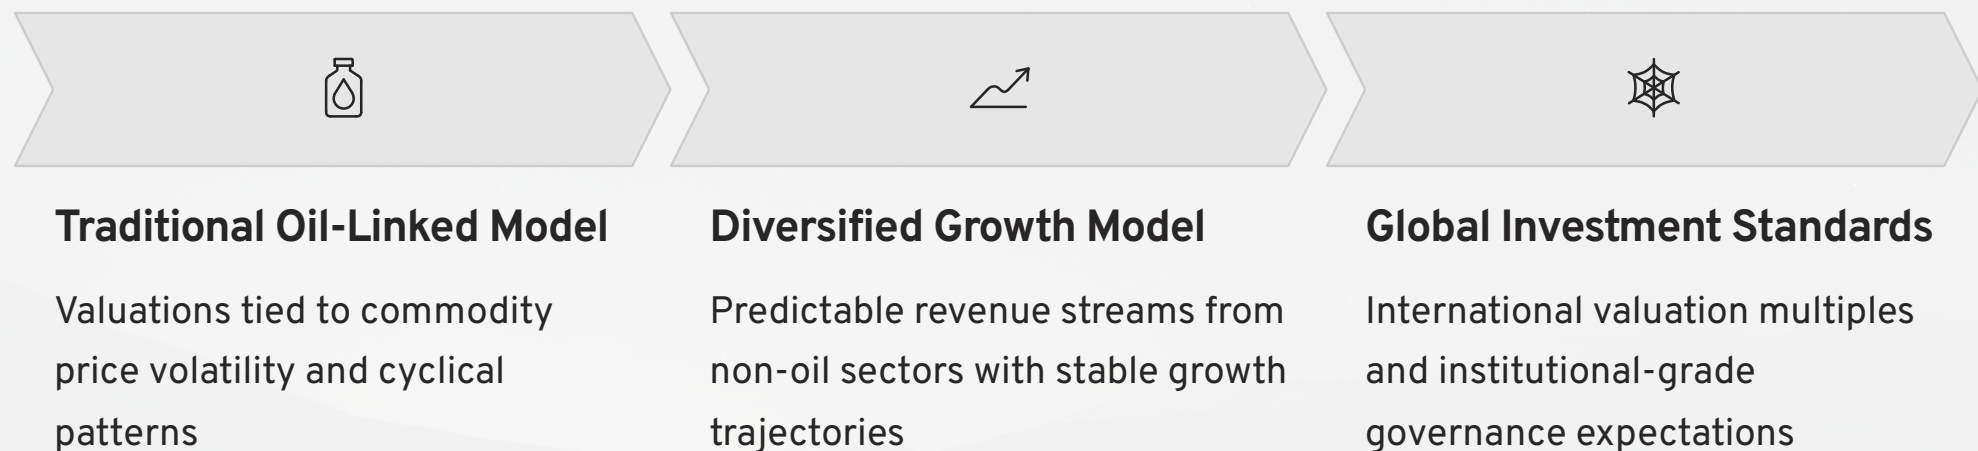 Traditional Oil-Linked Model
Valuations tied to commodity
price volatility and cyclical
patterns
Diversified Growth Model
Predictable revenue streams from
non-oil sectors with stable growth
trajectories
Global Investment Standards
International valuation multiples
and institutional-grade
governance expectations